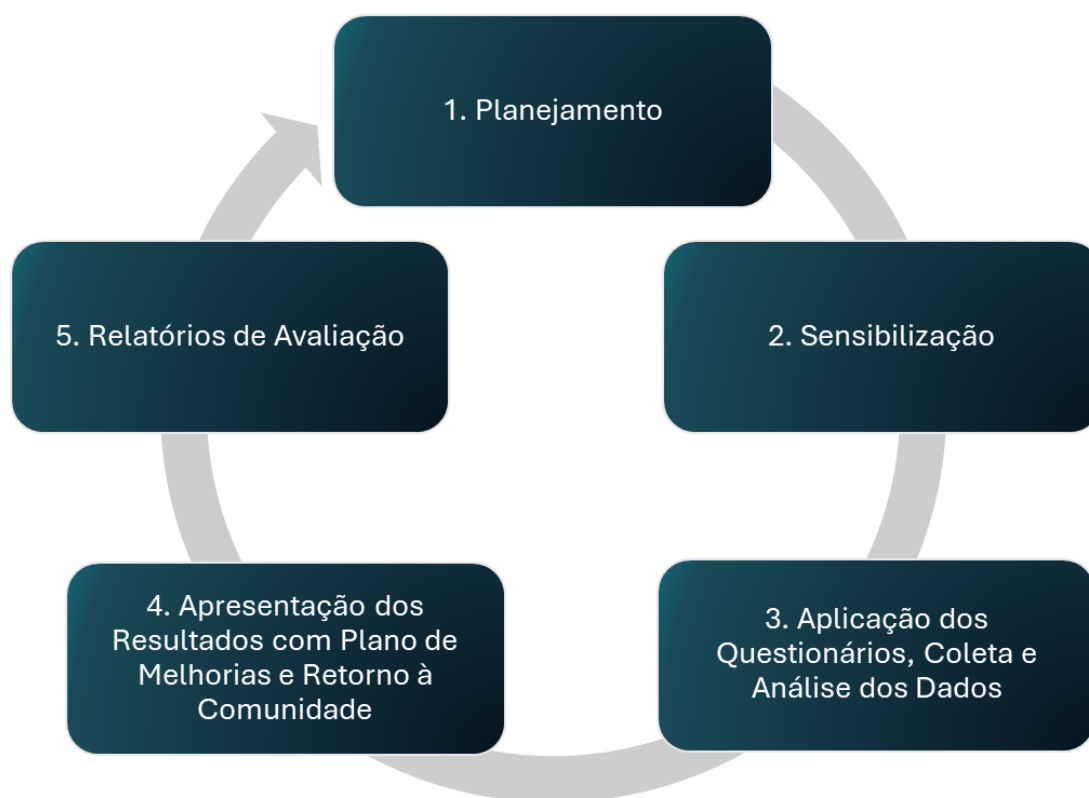 1. Planejamento
2. Sensibilização
3. Aplicação dos
Questionários, Coleta e
Análise dos Dados
4. Apresentação dos
Resultados com Plano de
Melhorias e Retorno à
Comunidade
5. Relatórios de Avaliação